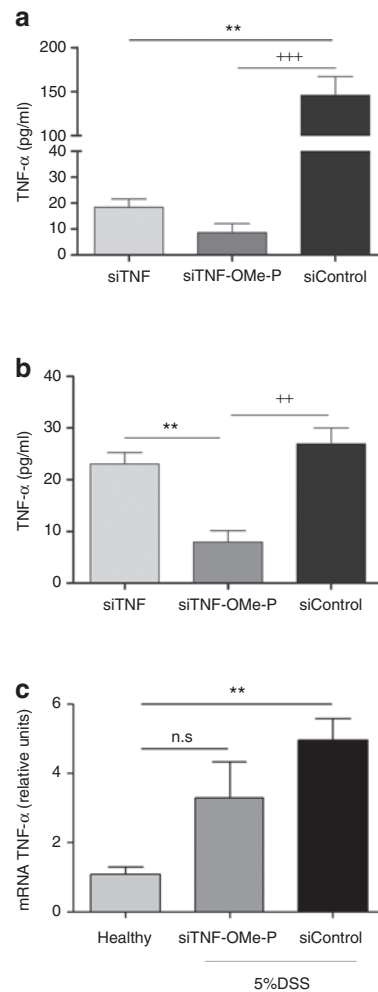 a
**
+++
TNF-α (pg/ml)
200
150
100
40
30
20
10
0
siTNF siTNF-OMe-P siControl
b
**
++
TNF-α (pg/ml)
40
30
20
10
0
siTNF siTNF-OMe-P siControl
c
**
n.s
mRNA TNF-α (relative units)
6
4
2
0
Healthy siTNF-OMe-P siControl
5%DSS